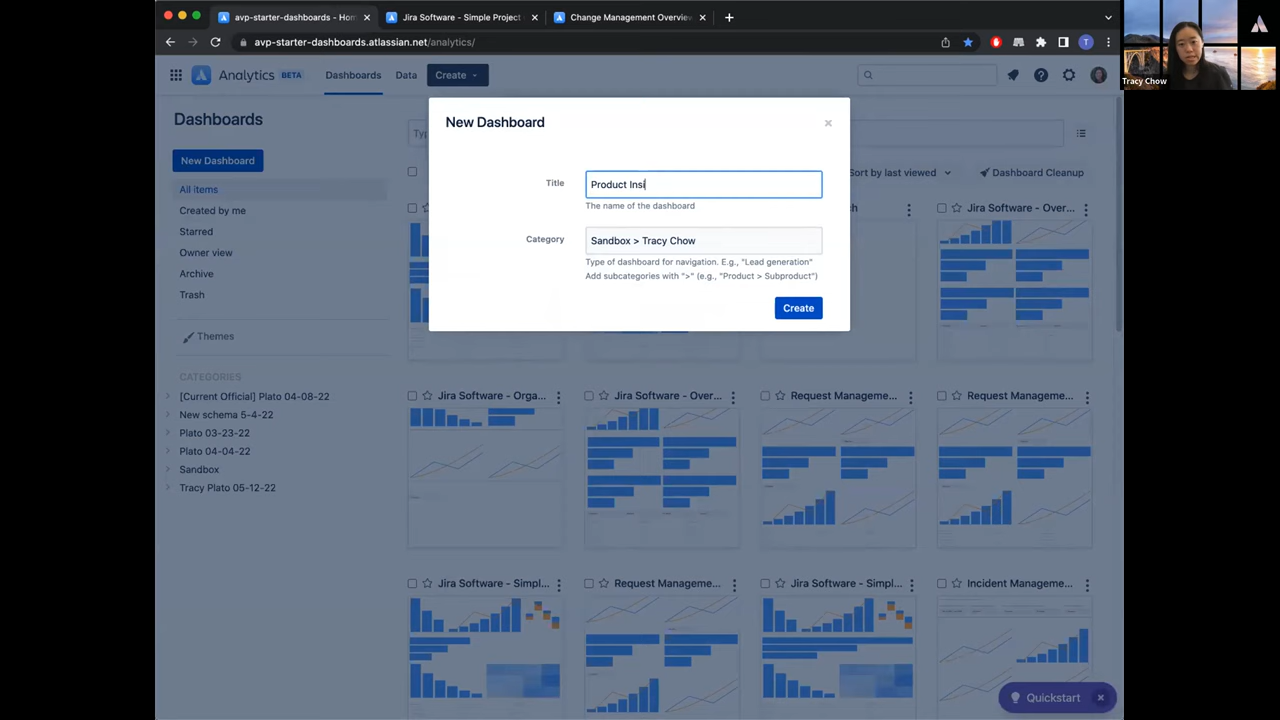 avp-starter-dashboards - Hom
Jira Software - Simple Project
Change Management Overview
avp-starter-dashboards.atlassian.net/analytics/
T
Tracy Chow
Analytics BETA Dashboards Data Create
Dashboards
New Dashboard
All items
Created by me
Starred
Owner view
Archive
Trash
Themes
CATEGORIES
[Current Official] Plato 04-08-22
New schema 5-4-22
Plato 03-23-22
Plato 04-04-22
Sandbox
Tracy Plato 05-12-22
Typ
Sort by last viewed
Dashboard Cleanup
New Dashboard
Title
Product Insi
The name of the dashboard
Category
Sandbox > Tracy Chow
Type of dashboard for navigation. E.g., "Lead generation"
Add subcategories with ">" (e.g., "Product > Subproduct")
Create
Jira Software - Over...
Jira Software - Orga...
Jira Software - Over...
Request Manageme...
Request Manageme...
Jira Software - Simpl...
Request Manageme...
Jira Software - Simpl...
Incident Manageme...
Quickstart